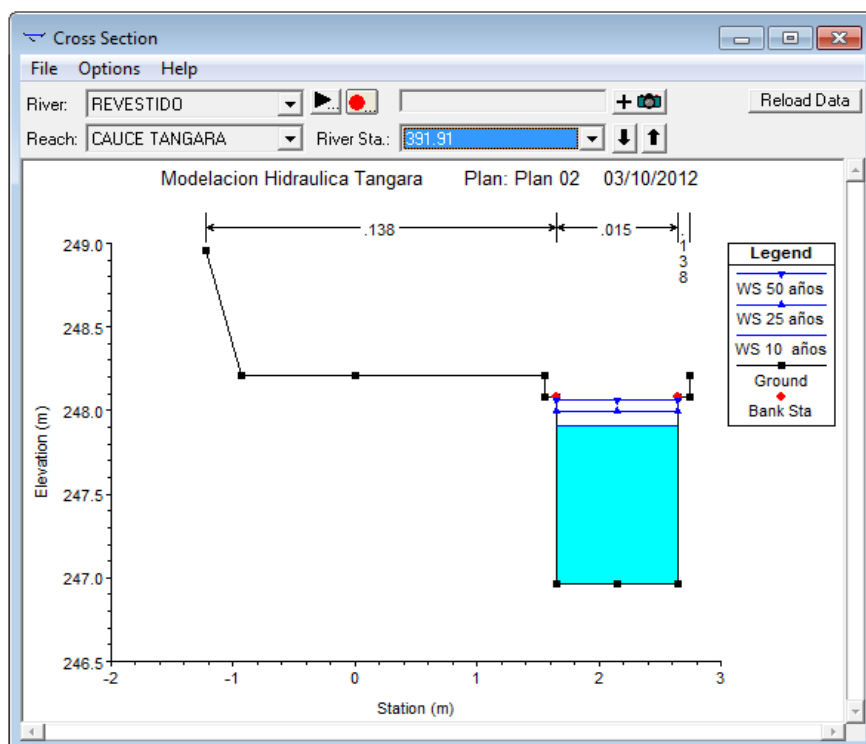 Cross Section
File Options Help
River: REVESTIDO Reload Data
Reach: CAUCE TANGARA River Sta.: 391.91
Modelacion Hidraulica Tangara Plan: Plan 02 03/10/2012
.138 .015 .138
Legend
WS 50 años
WS 25 años
WS 10 años
Ground
Bank Sta
249.0
248.5
248.0
247.5
247.0
246.5
Elevation (m)
-2 -1 0 1 2 3
Station (m)